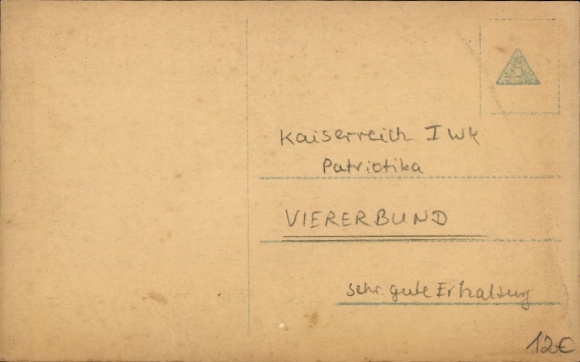 Kaiserreich I Wk
Patriotika
VIERERBUND
sehr gute Erhaltung
12€